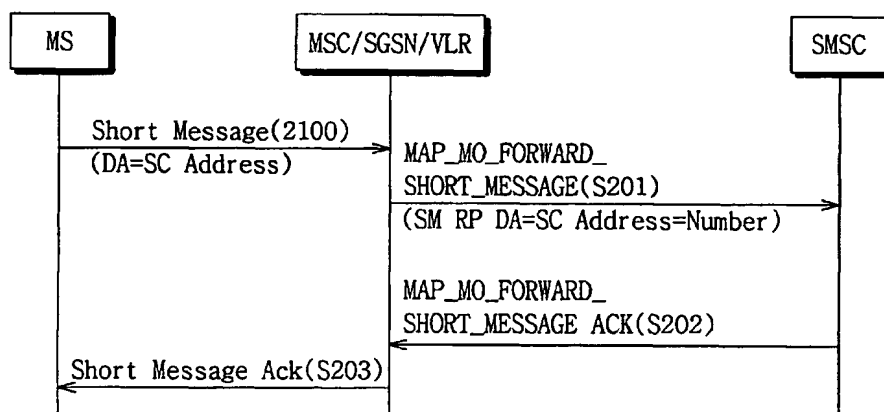 MS
MSC/SGSN/VLR
SMSC
Short Message(2100)
(DA=SC Address)
MAP_MO_FORWARD_
SHORT_MESSAGE(S201)
(SM RP DA=SC Address=Number)
MAP_MO_FORWARD_
SHORT_MESSAGE ACK(S202)
Short Message Ack(S203)